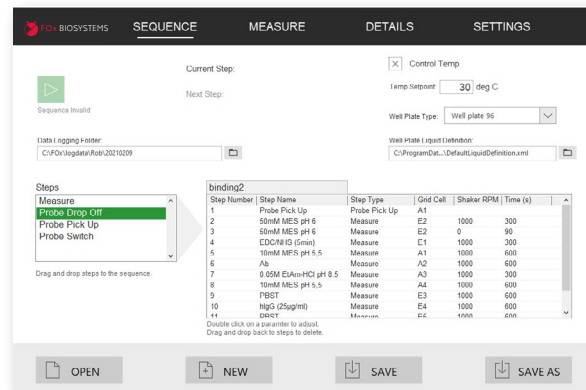 FOx BIOSYSTEMS SEQUENCE MEASURE DETAILS SETTINGS
Current Step:
Next Step:
Sequence Invalid
Control Temp
Temp Setpoint: 30 deg C
Well Plate Type: Well plate 96
Data Logging Folder:
C:\FOx\logdata\Rob\20210209
Well Plate Liquid Definition:
C:\ProgramDat...\DefaultLiquidDefinition.xml
Steps
Measure
Probe Drop Off
Probe Pick Up
Probe Switch
Drag and drop steps to the sequence.
binding2
Step Number Step Name Step Type Grid Cell Shaker RPM Time (s)
1 Probe Pick Up Probe Pick Up A1
2 50mM MES pH 6 Measure E2 1000 300
3 50mM MES pH 6 Measure E2 0 90
4 EDC/NHS (5min) Measure E1 1000 300
5 10mM MES pH 5,5 Measure A1 1000 600
6 Ab Measure A2 1000 600
7 0.05M EtAm-HCl pH 8.5 Measure A3 1000 300
8 10mM MES pH 5,5 Measure A4 1000 600
9 PBST Measure E3 1000 600
10 hIgG (25µg/ml) Measure E4 1000 600
11 PBST Measure 1000 600
Double click on a paramter to adjust.
Drag and drop back to steps to delete.
OPEN NEW SAVE SAVE AS